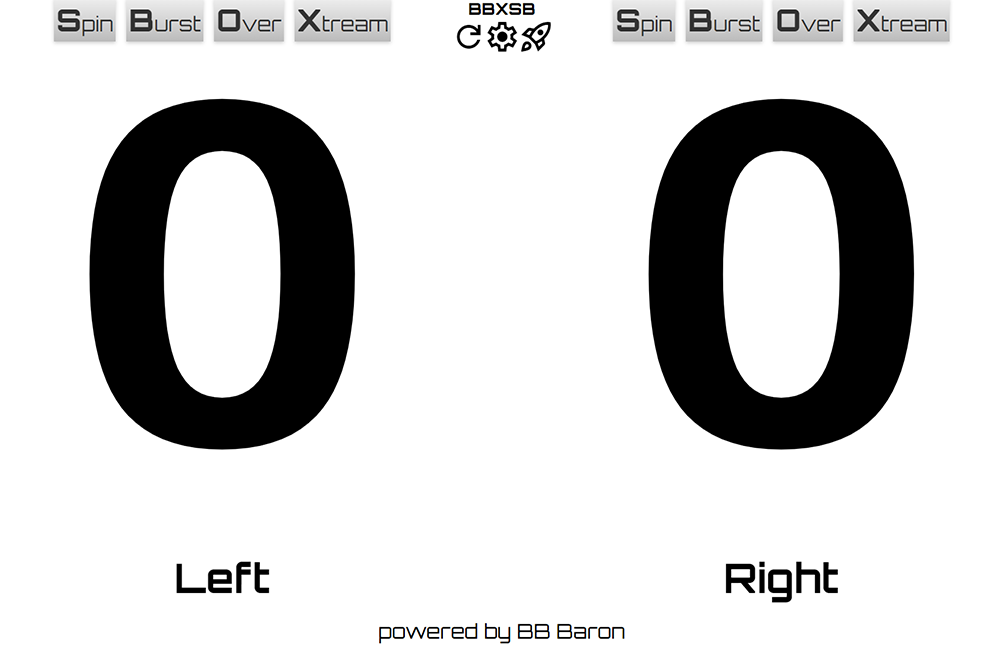 Spin Burst Over Xtream
BBXSB
Spin Burst Over Xtream
0
0
Left
Right
powered by BB Baron